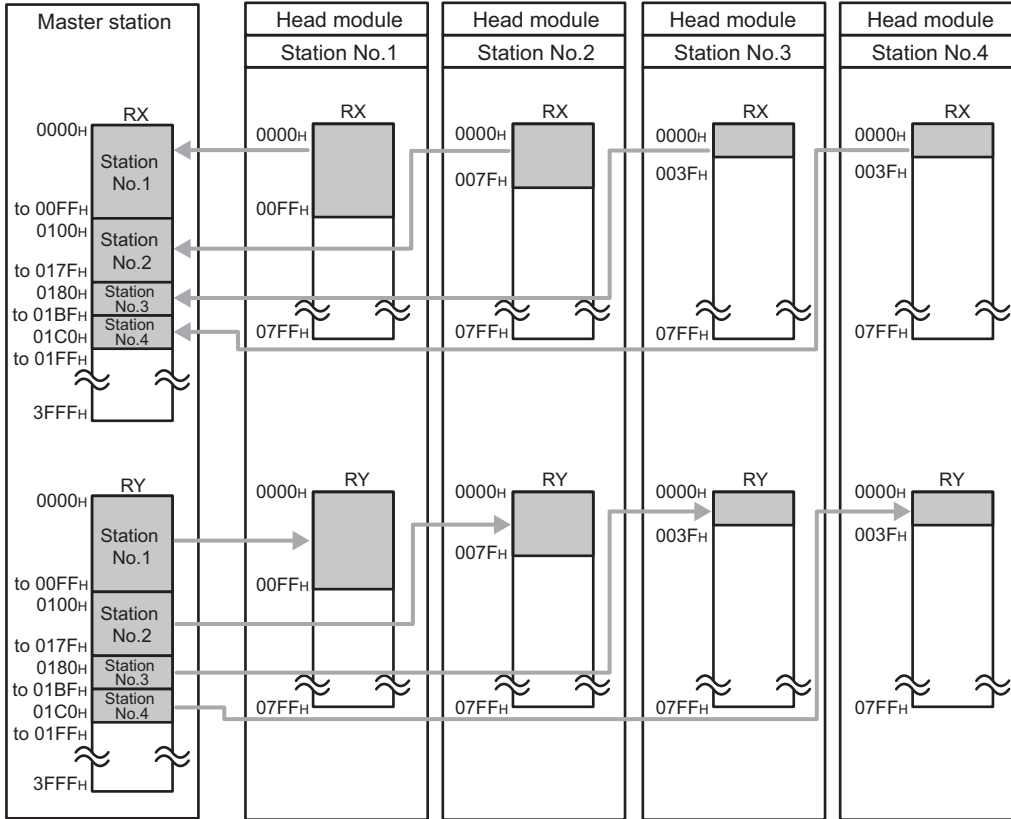 Master station
RX
0000H
Station
No.1
to 00FFH
0100H
Station
No.2
to 017FH
0180H
Station
No.3
to 01BFH
01C0H
Station
No.4
to 01FFH
3FFFH
RY
0000H
Station
No.1
to 00FFH
0100H
Station
No.2
to 017FH
0180H
Station
No.3
to 01BFH
01C0H
Station
No.4
to 01FFH
3FFFH
Head module
Station No.1
RX
0000H
00FFH
07FFH
RY
0000H
00FFH
07FFH
Head module
Station No.2
RX
0000H
007FH
07FFH
RY
0000H
007FH
07FFH
Head module
Station No.3
RX
0000H
003FH
07FFH
RY
0000H
003FH
07FFH
Head module
Station No.4
RX
0000H
003FH
07FFH
RY
0000H
003FH
07FFH